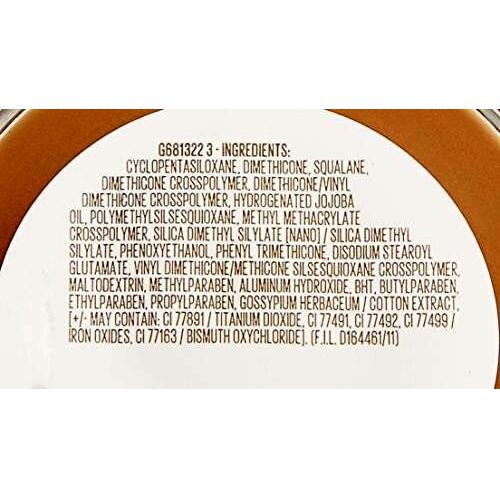 G681322 3 - INGREDIENTS:
CYCLOPENTASILOXANE, DIMETHICONE, SQUALANE,
DIMETHICONE CROSSPOLYMER, DIMETHICONE/VINYL
DIMETHICONE CROSSPOLYMER, HYDROGENATED JOJOBA
OIL, POLYMETHYLSILSESQUIOXANE, METHYL METHACRYLATE
CROSSPOLYMER, SILICA DIMETHYL SILYLATE [NANO] / SILICA DIMETHYL
SILYLATE, PHENOXYETHANOL, PHENYL TRIMETHICONE, DISODIUM STEAROYL
GLUTAMATE, VINYL DIMETHICONE/METHICONE SILSESQUIOXANE CROSSPOLYMER,
MALTODEXTRIN, METHYLPARABEN, ALUMINUM HYDROXIDE, BHT, BUTYLPARABEN,
ETHYLPARABEN, PROPYLPARABEN, GOSSYPIUM HERBACEUM / COTTON EXTRACT,
[+/- MAY CONTAIN: CI 77891 / TITANIUM DIOXIDE, CI 77491, CI 77492, CI 77499 /
IRON OXIDES, CI 77163 / BISMUTH OXYCHLORIDE]. (F.I.L. D164461/11)